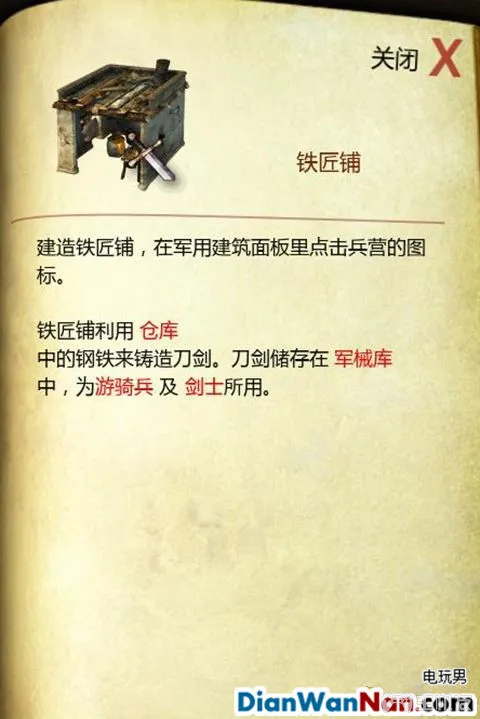 关闭 X
铁匠铺
建造铁匠铺，在军用建筑面板里点击兵营的图
标。
铁匠铺利用 仓库
中的钢铁来铸造刀剑。刀剑储存在 军械库
中，为游骑兵 及 剑士所用。
电玩男
DianWanNan.com